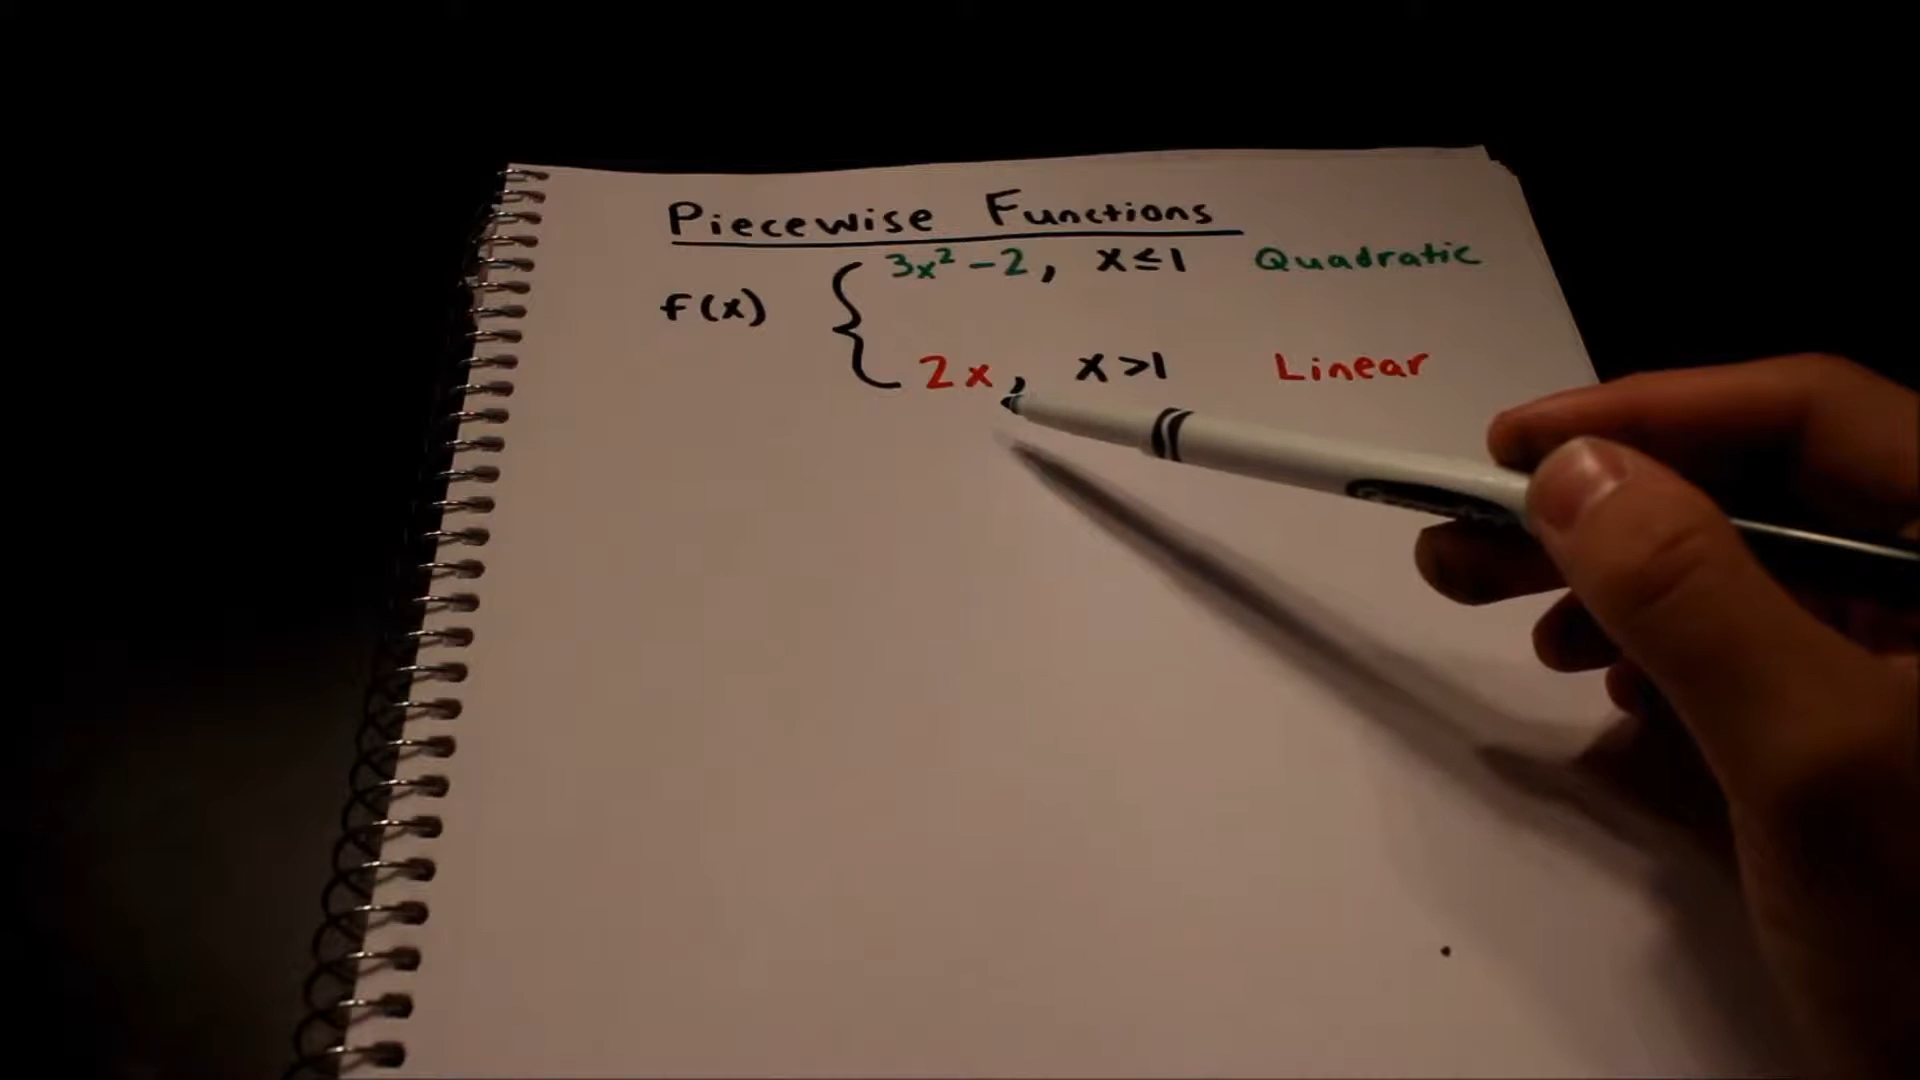 Piecewise Functions
3x² - 2, x ≤ 1 Quadratic
f(x) {
2x, x > 1 Linear